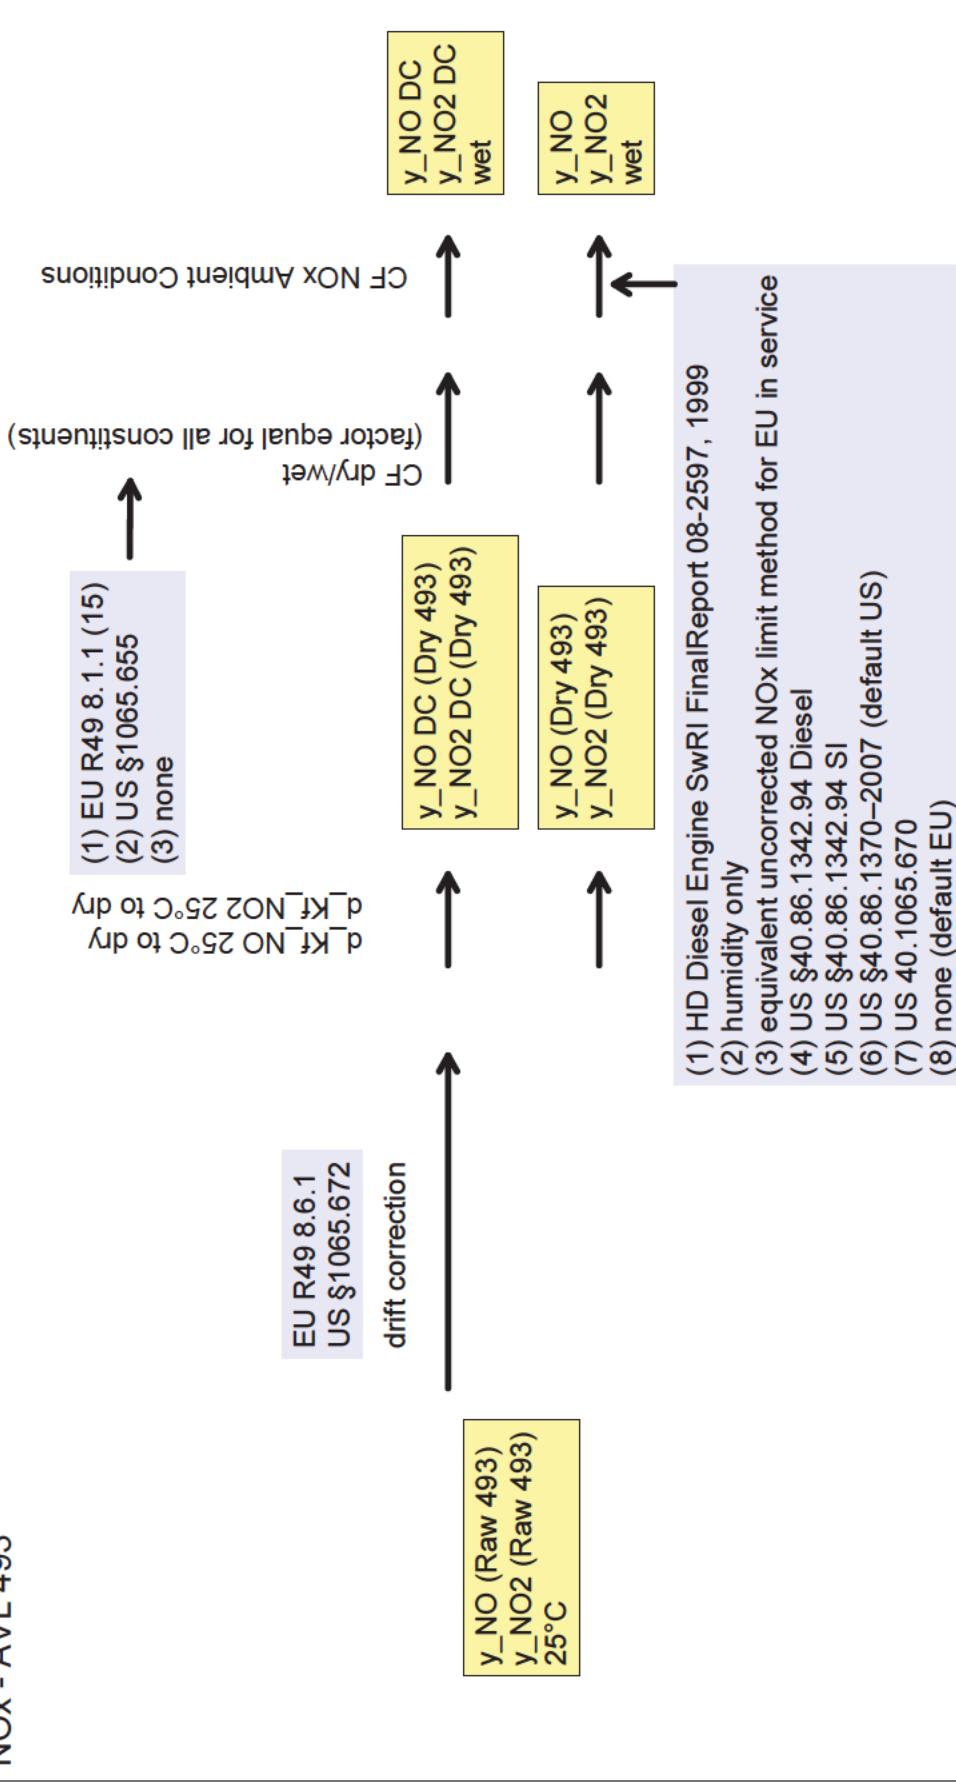 NOx - AVL 493
y_NO (Raw 493)
y_NO2 (Raw 493)
25°C
EU R49 8.6.1
US §1065.672
drift correction
d_Kf_NO 25°C to dry
d_Kf_NO2 25°C to dry
y_NO DC (Dry 493)
y_NO2 DC (Dry 493)
y_NO (Dry 493)
y_NO2 (Dry 493)
(1) EU R49 8.1.1 (15)
(2) US §1065.655
(3) none
CF dry/wet
(factor equal for all constituents)
CF NOx Ambient Conditions
y_NO DC
y_NO2 DC
wet
y_NO
y_NO2
wet
(1) HD Diesel Engine SwRI FinalReport 08-2597, 1999
(2) humidity only
(3) equivalent uncorrected NOx limit method for EU in service
(4) US §40.86.1342.94 Diesel
(5) US §40.86.1342.94 SI
(6) US §40.86.1370–2007 (default US)
(7) US 40.1065.670
(8) none (default EU)